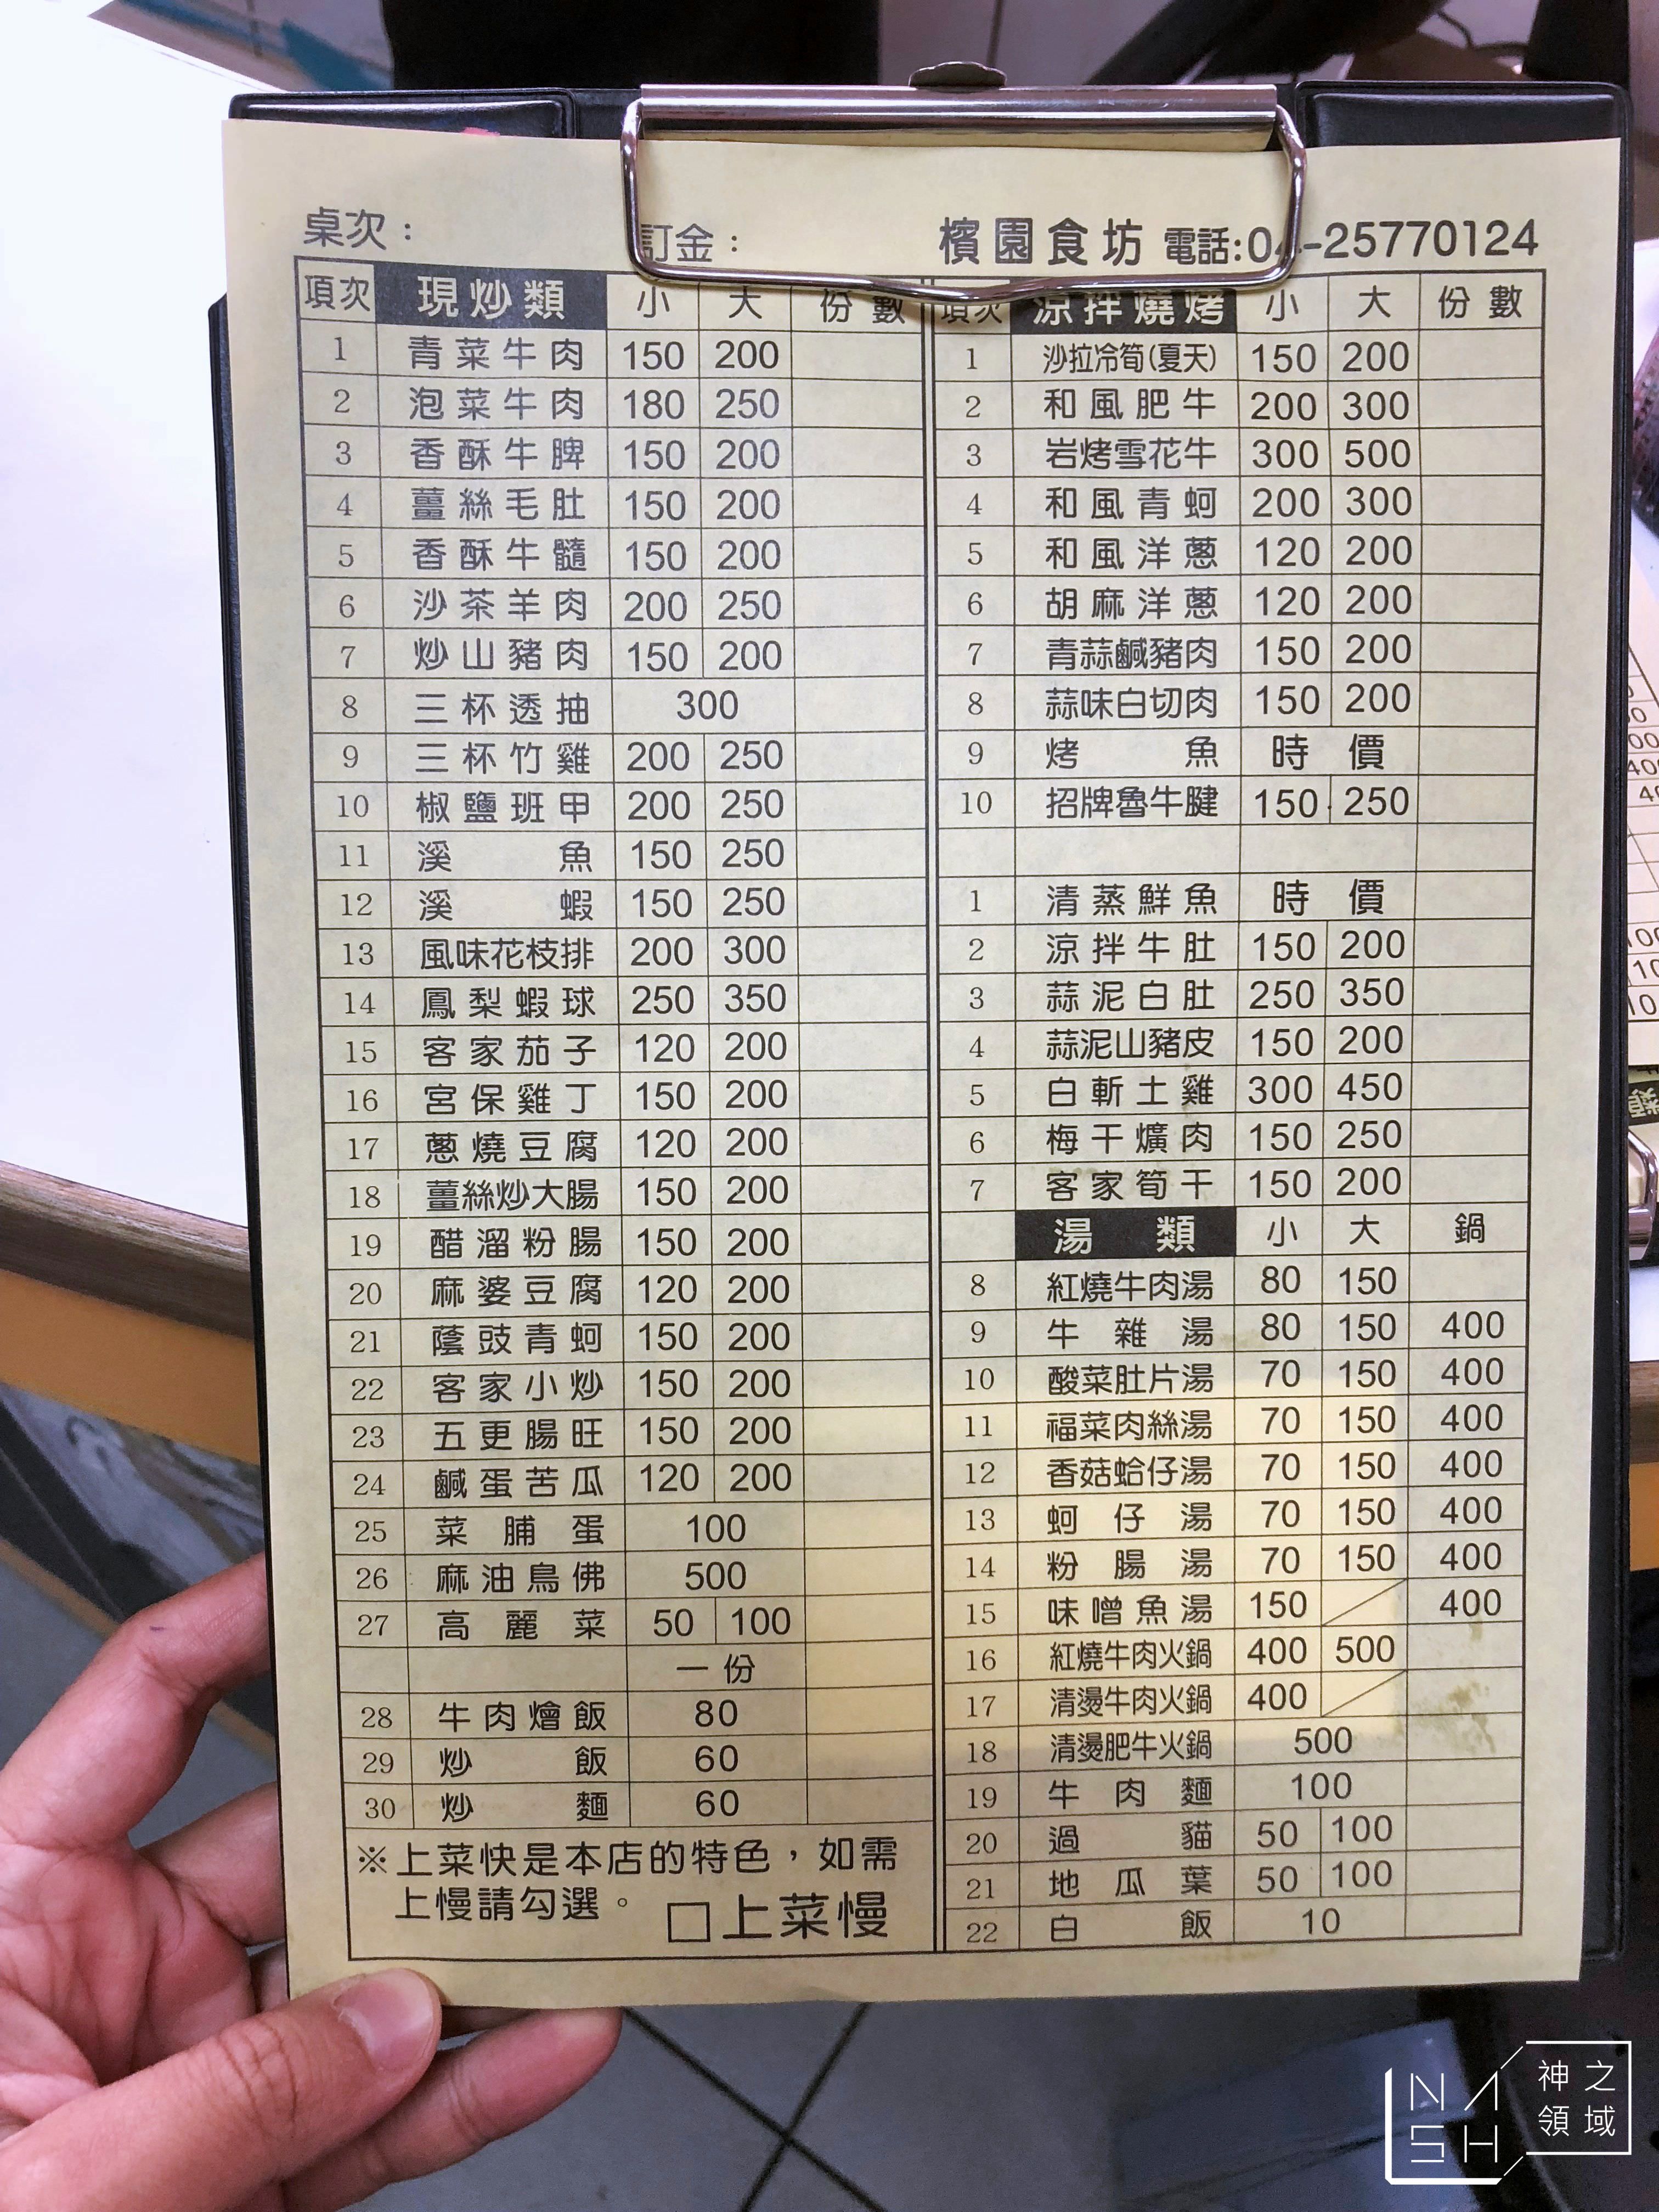 桌次：
訂金：
檳園食坊 電話:04-25770124
項次 現炒類 小 大 份數
1 青菜牛肉 150 200
2 泡菜牛肉 180 250
3 香酥牛脾 150 200
4 薑絲毛肚 150 200
5 香酥牛髓 150 200
6 沙茶羊肉 200 250
7 炒山豬肉 150 200
8 三杯透抽 300
9 三杯竹雞 200 250
10 椒鹽班甲 200 250
11 溪魚 150 250
12 溪蝦 150 250
13 風味花枝排 200 300
14 鳳梨蝦球 250 350
15 客家茄子 120 200
16 宮保雞丁 150 200
17 蔥燒豆腐 120 200
18 薑絲炒大腸 150 200
19 醋溜粉腸 150 200
20 麻婆豆腐 120 200
21 蔭豉青蚵 150 200
22 客家小炒 150 200
23 五更腸旺 150 200
24 鹹蛋苦瓜 120 200
25 菜脯蛋 100
26 麻油鳥佛 500
27 高麗菜 50 100
一份
28 牛肉燴飯 80
29 炒飯 60
30 炒麵 60
※上菜快是本店的特色，如需
上慢請勾選。 □上菜慢
項次 涼拌燒烤 小 大 份數
1 沙拉冷筍(夏天) 150 200
2 和風肥牛 200 300
3 岩烤雪花牛 300 500
4 和風青蚵 200 300
5 和風洋蔥 120 200
6 胡麻洋蔥 120 200
7 青蒜鹹豬肉 150 200
8 蒜味白切肉 150 200
9 烤魚 時價
10 招牌魯牛腱 150 250
1 清蒸鮮魚 時價
2 涼拌牛肚 150 200
3 蒜泥白肚 250 350
4 蒜泥山豬皮 150 200
5 白斬土雞 300 450
6 梅干爌肉 150 250
7 客家筍干 150 200
湯類 小 大 鍋
8 紅燒牛肉湯 80 150
9 牛雜湯 80 150 400
10 酸菜肚片湯 70 150 400
11 福菜肉絲湯 70 150 400
12 香菇蛤仔湯 70 150 400
13 蚵仔湯 70 150 400
14 粉腸湯 70 150 400
15 味噌魚湯 150 400
16 紅燒牛肉火鍋 400 500
17 清燙牛肉火鍋 400
18 清燙肥牛火鍋 500
19 牛肉麵 100
20 過貓 50 100
21 地瓜葉 50 100
22 白飯 10
NASH
神之
領域